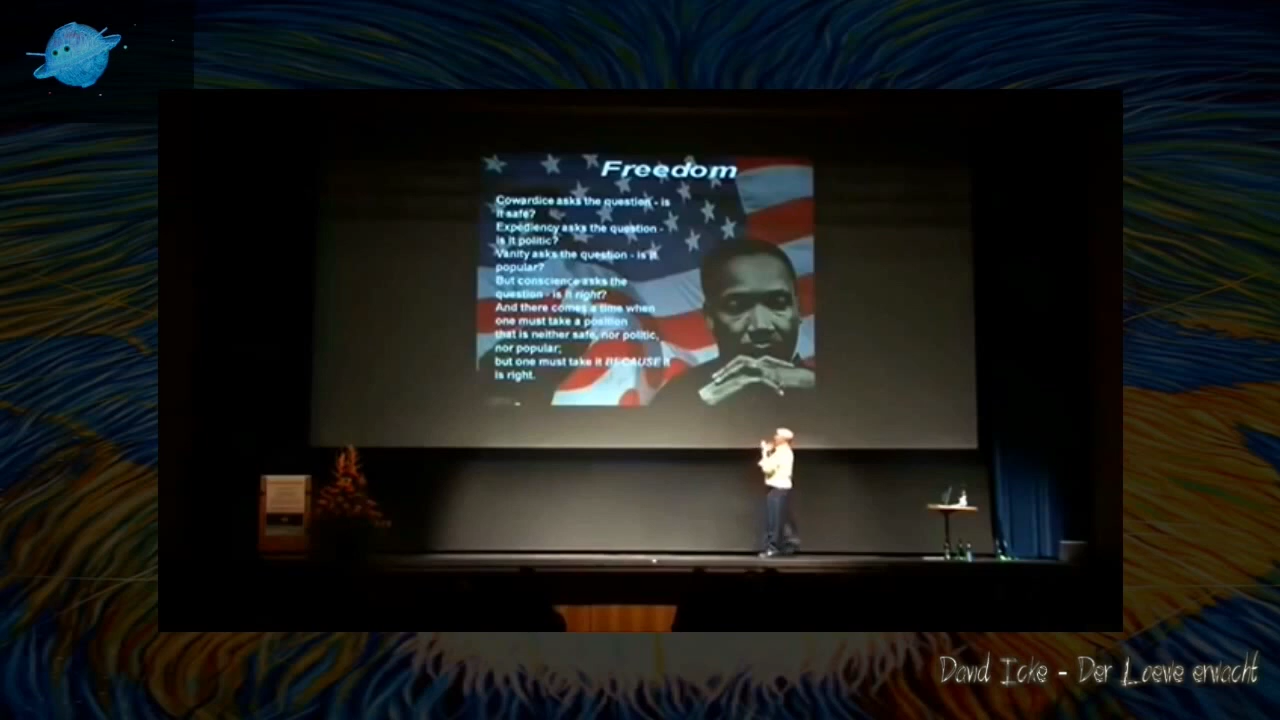 Freedom
Cowardice asks the question - is
it safe?
Expediency asks the question -
is it politic?
Vanity asks the question - is it
popular?
But conscience asks the
question - is it right?
And there comes a time when
one must take a position
that is neither safe, nor politic,
nor popular;
but one must take it BECAUSE it
is right.
David Icke - Der Loewe erwacht